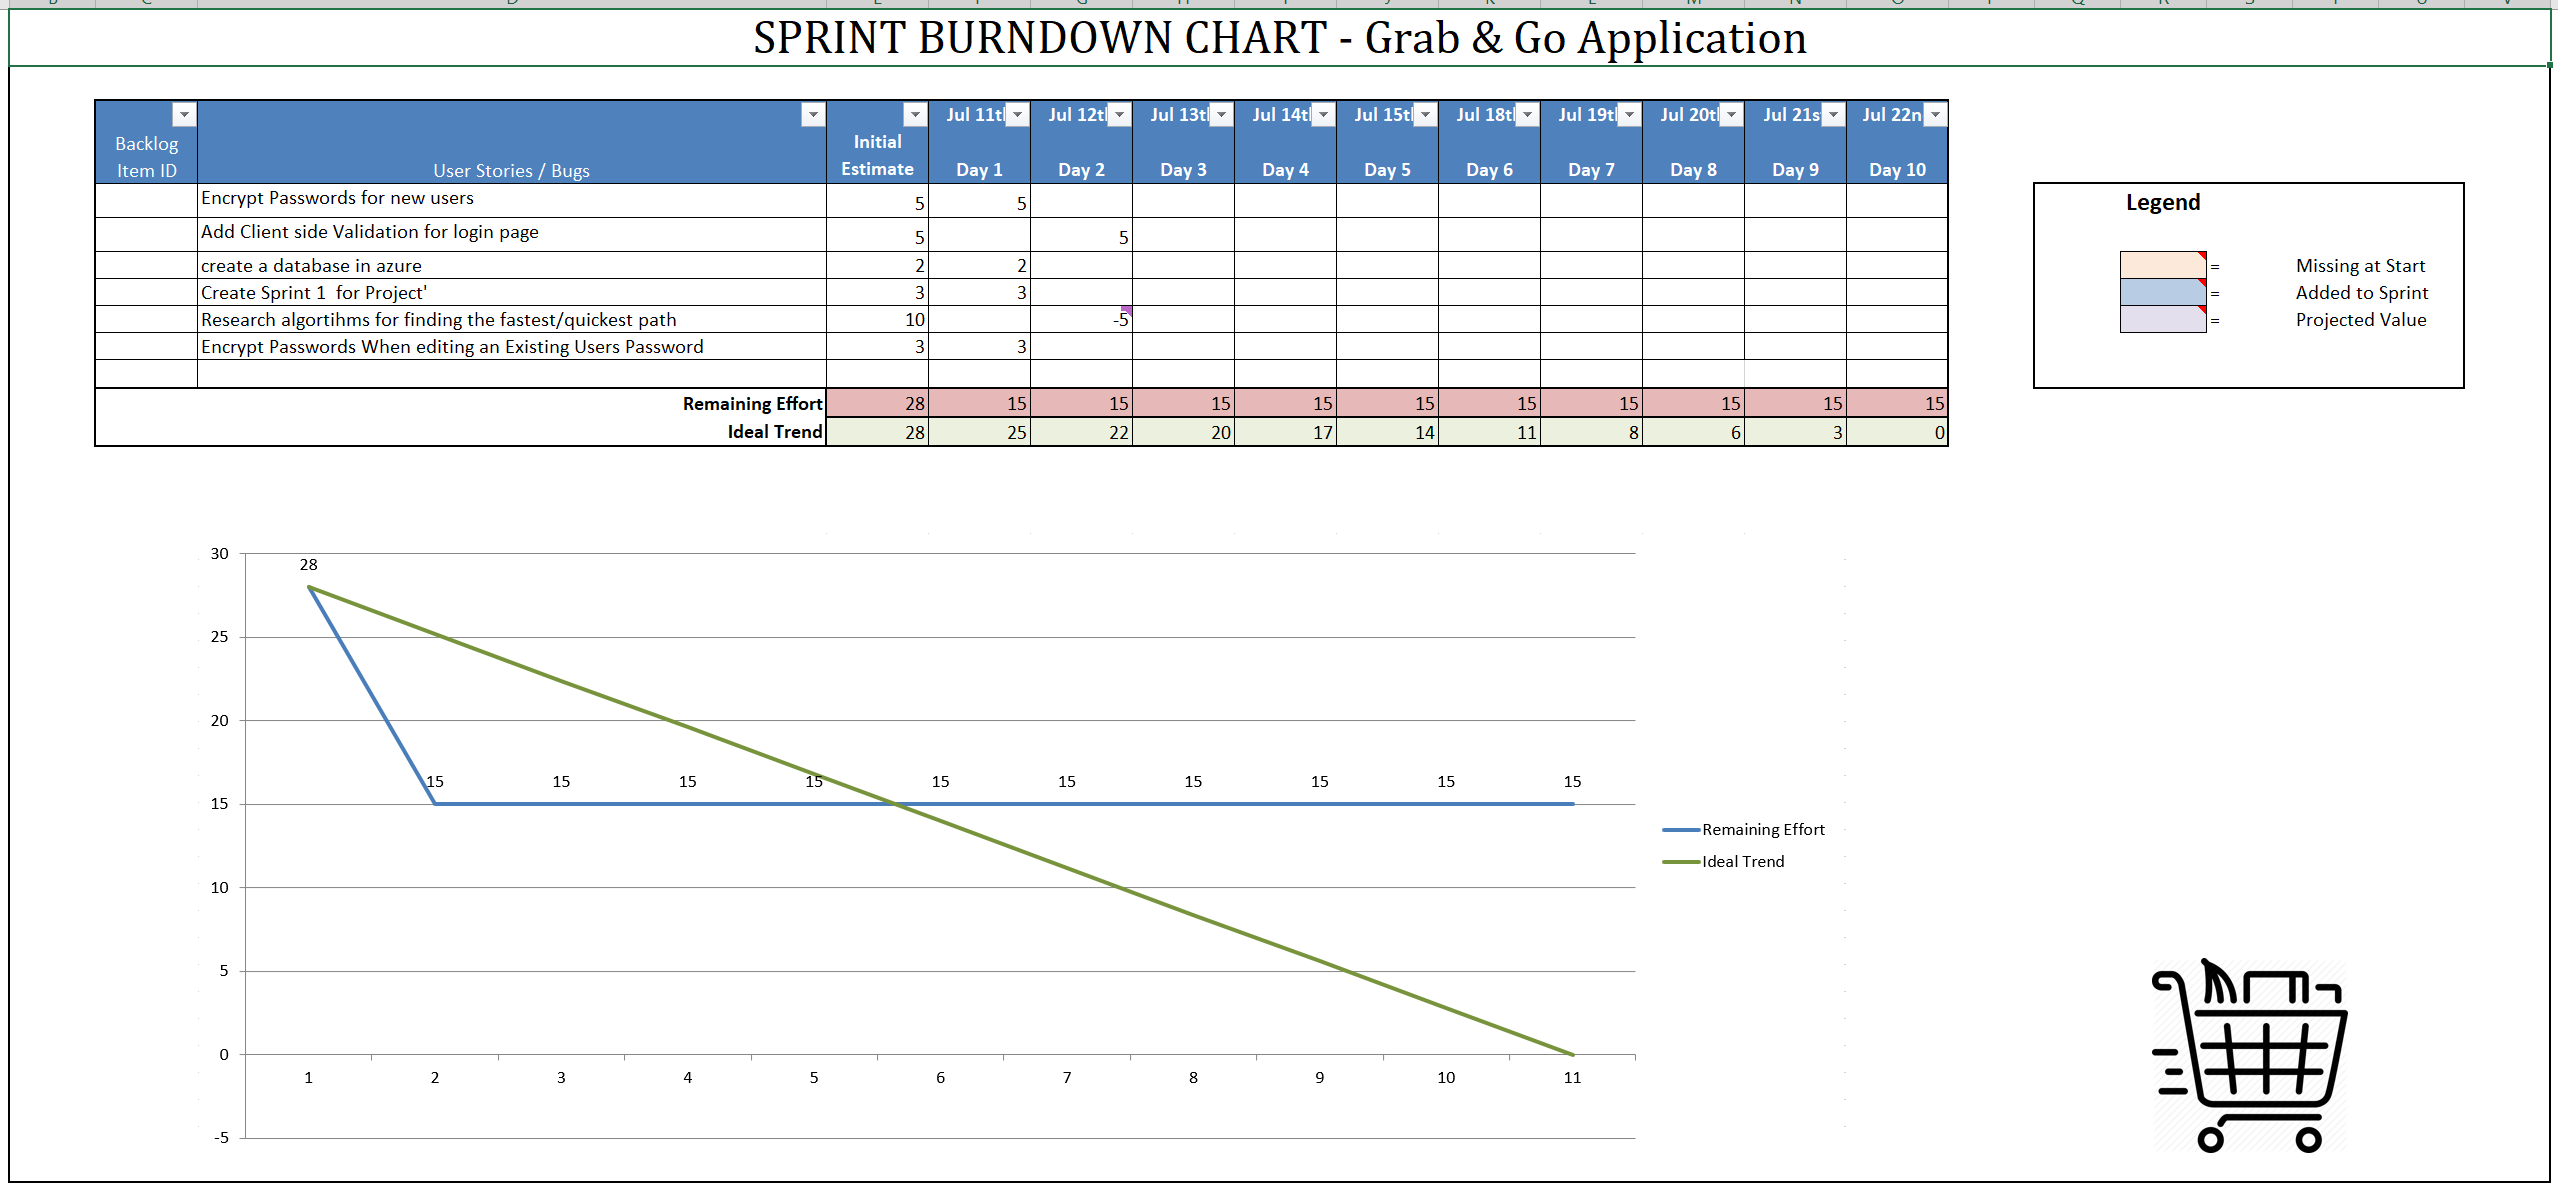 SPRINT BURNDOWN CHART - Grab & Go Application
Backlog Item ID User Stories / Bugs Initial Estimate Jul 11t Day 1 Jul 12t Day 2 Jul 13t Day 3 Jul 14t Day 4 Jul 15t Day 5 Jul 18t Day 6 Jul 19t Day 7 Jul 20t Day 8 Jul 21s Day 9 Jul 22n Day 10
Encrypt Passwords for new users 5 5
Add Client side Validation for login page 5 5
create a database in azure 2 2
Create Sprint 1  for Project' 3 3
Research algortihms for finding the fastest/quickest path 10 -5
Encrypt Passwords When editing an Existing Users Password 3 3
Remaining Effort 28 15 15 15 15 15 15 15 15 15 15
Ideal Trend 28 25 22 20 17 14 11 8 6 3 0
Legend
= Missing at Start
= Added to Sprint
= Projected Value
30
28
25
20
15 15 15 15 15 15 15 15 15 15
15
Remaining Effort
Ideal Trend
10
5
0
1 2 3 4 5 6 7 8 9 10 11
-5